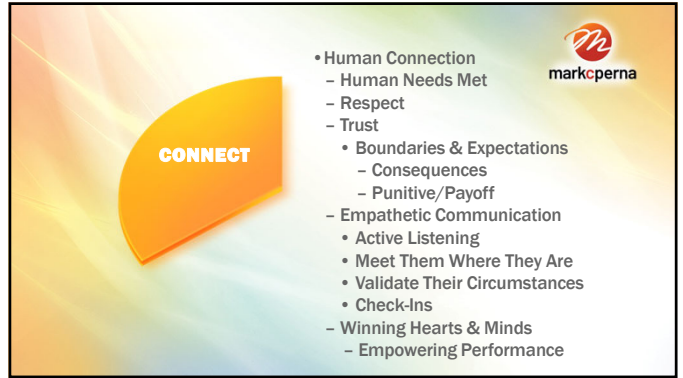 •Human Connection
– Human Needs Met
– Respect
– Trust
• Boundaries & Expectations
– Consequences
– Punitive/Payoff
– Empathetic Communication
• Active Listening
• Meet Them Where They Are
• Validate Their Circumstances
• Check-Ins
– Winning Hearts & Minds
– Empowering Performance
CONNECT
m
markcperna